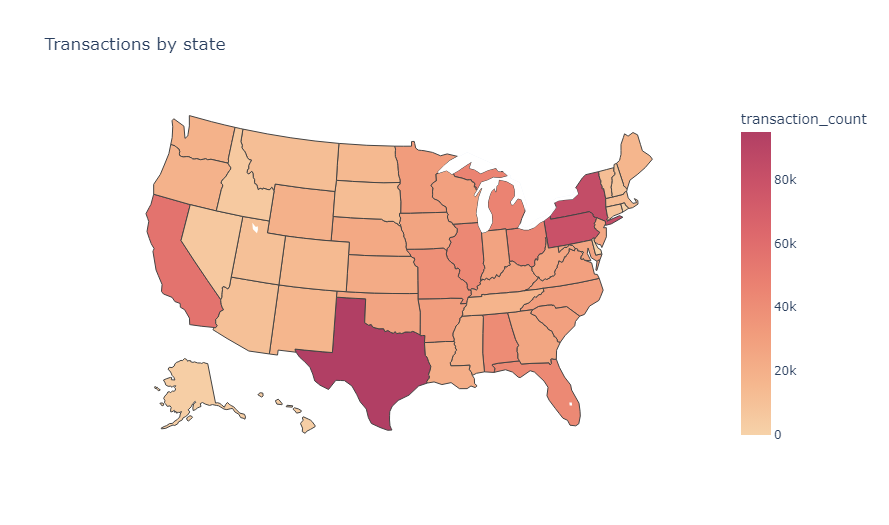 Transactions by state
transaction_count
80k
60k
40k
20k
0